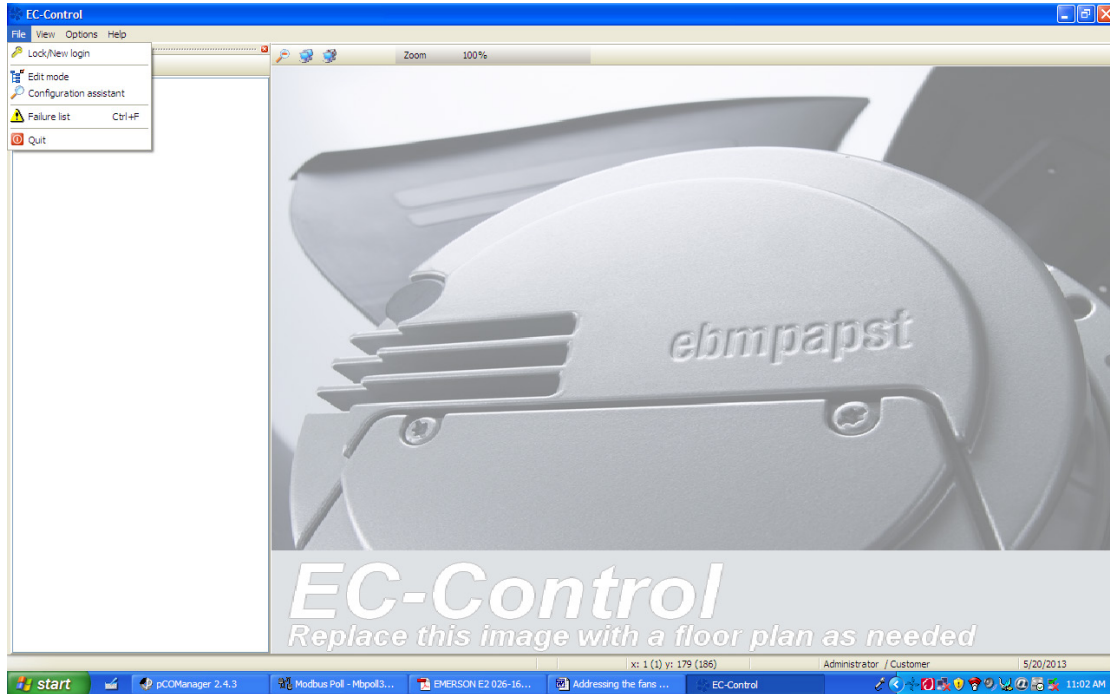 EC-Control
File View Options Help
Lock/New login
Edit mode
Configuration assistant
Failure list Ctrl+F
Quit
Zoom 100%
ebmpapst
EC-Control
Replace this image with a floor plan as needed
x: 1 (1) y: 179 (186) Administrator / Customer 5/20/2013
start pCOManager 2.4.3 Modbus Poll - Mbpoll3... EMERSON E2 026-16... Addressing the fans ... EC-Control 11:02 AM